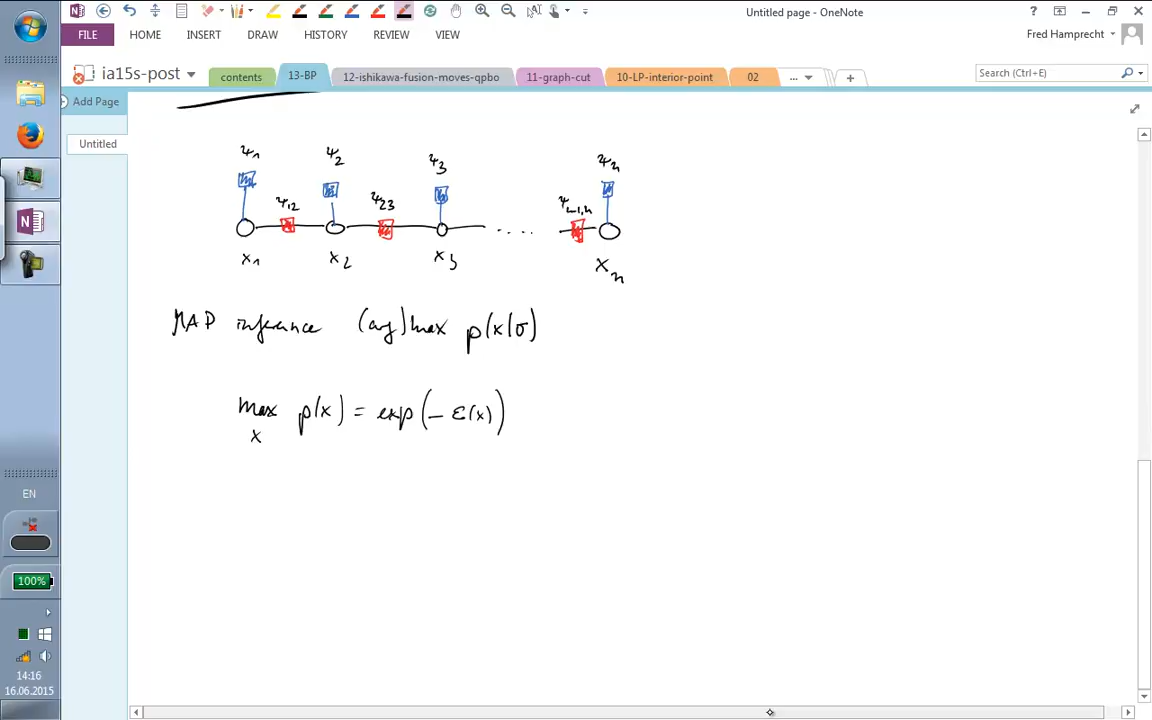 Untitled page - OneNote
FILE HOME INSERT DRAW HISTORY REVIEW VIEW
Fred Hamprecht
ia15s-post contents 13-BP 12-ishikawa-fusion-moves-qpbo 11-graph-cut 10-LP-interior-point 02 ... +
Search (Ctrl+E)
Add Page
Untitled
ψ1 ψ2 ψ3 ψn
ψ12 ψ23 ψn-1,n
x1 x2 x3 .... xn
MAP inference (arg)max p(x|σ)
max p(x) = exp(- ε(x))
x
EN
100%
14:16
16.06.2015